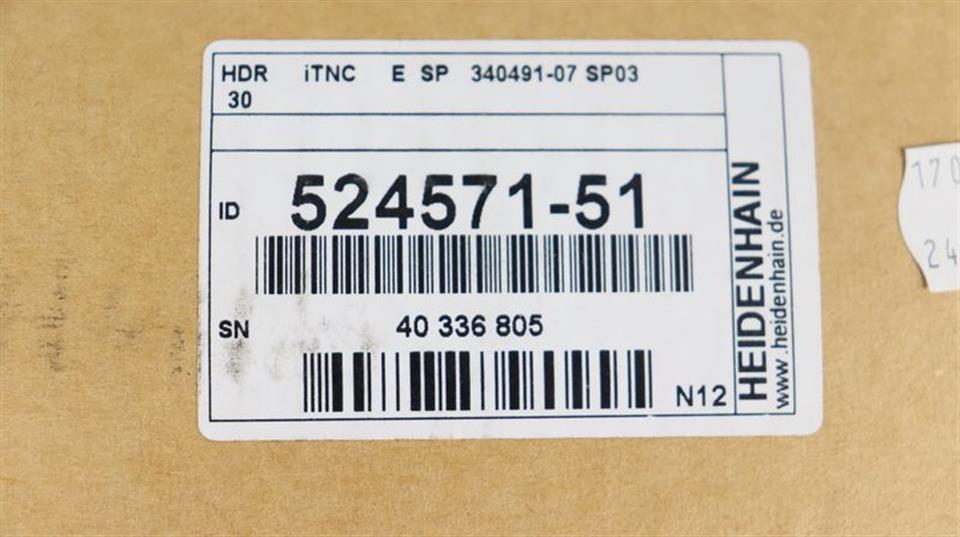 HDR iTNC E SP 340491-07 SP03
30
ID 524571-51
SN 40 336 805
N12
HEIDENHAIN
www.heidenhain.de
170
24